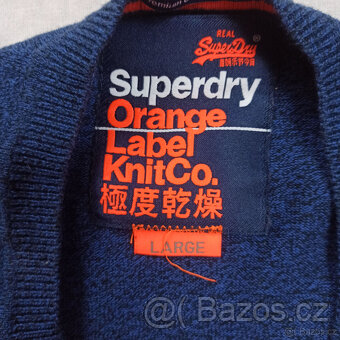 REAL
SuperDry
Superdry
Orange
Label
KnitCo.
極度乾燥
LARGE
Bazos.cz